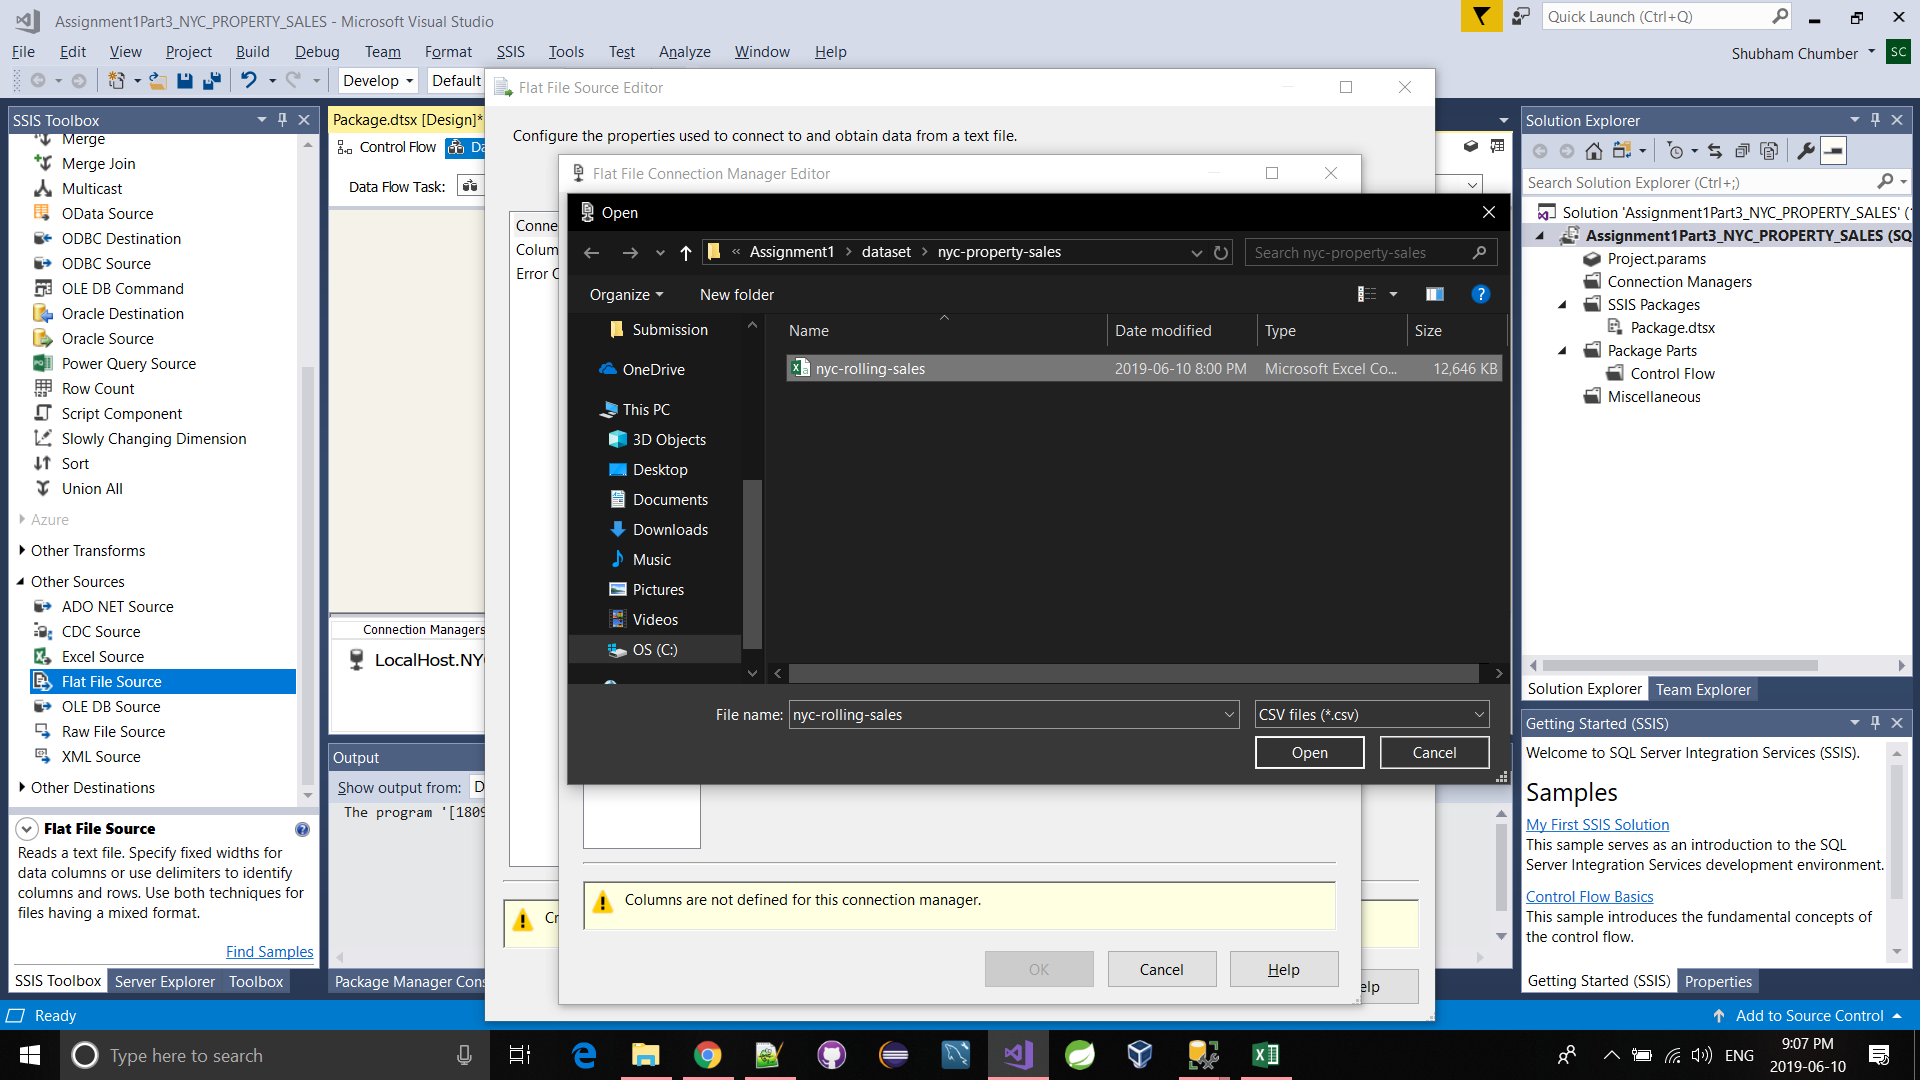 Assignment1Part3_NYC_PROPERTY_SALES - Microsoft Visual Studio
Quick Launch (Ctrl+Q)
File Edit View Project Build Debug Team Format SSIS Tools Test Analyze Window Help
Shubham Chumber
SC
Develop
Default
SSIS Toolbox
Merge
Merge Join
Multicast
OData Source
ODBC Destination
ODBC Source
OLE DB Command
Oracle Destination
Oracle Source
Power Query Source
Row Count
Script Component
Slowly Changing Dimension
Sort
Union All
Azure
Other Transforms
Other Sources
ADO NET Source
CDC Source
Excel Source
Flat File Source
OLE DB Source
Raw File Source
XML Source
Other Destinations
Flat File Source
Reads a text file. Specify fixed widths for
data columns or use delimiters to identify
columns and rows. Use both techniques for
files having a mixed format.
Find Samples
SSIS Toolbox Server Explorer Toolbox
Package.dtsx [Design]*
Control Flow
Da
Data Flow Task:
Connection Managers
LocalHost.NY
Output
Show output from: D
The program '[1809
Package Manager Cons
Flat File Source Editor
Configure the properties used to connect to and obtain data from a text file.
Conne
Colum
Error C
Cr
elp
Flat File Connection Manager Editor
Columns are not defined for this connection manager.
OK Cancel Help
Open
« Assignment1 > dataset > nyc-property-sales
Search nyc-property-sales
Organize New folder
Submission
OneDrive
This PC
3D Objects
Desktop
Documents
Downloads
Music
Pictures
Videos
OS (C:)
Name Date modified Type Size
nyc-rolling-sales 2019-06-10 8:00 PM Microsoft Excel Co... 12,646 KB
File name: nyc-rolling-sales CSV files (*.csv)
Open Cancel
Solution Explorer
Search Solution Explorer (Ctrl+;)
Solution 'Assignment1Part3_NYC_PROPERTY_SALES' (
Assignment1Part3_NYC_PROPERTY_SALES (SQ
Project.params
Connection Managers
SSIS Packages
Package.dtsx
Package Parts
Control Flow
Miscellaneous
Solution Explorer Team Explorer
Getting Started (SSIS)
Welcome to SQL Server Integration Services (SSIS).
Samples
My First SSIS Solution
This sample serves as an introduction to the SQL
Server Integration Services development environment.
Control Flow Basics
This sample introduces the fundamental concepts of
the control flow.
Getting Started (SSIS) Properties
Ready
Add to Source Control
Type here to search
ENG
9:07 PM
2019-06-10